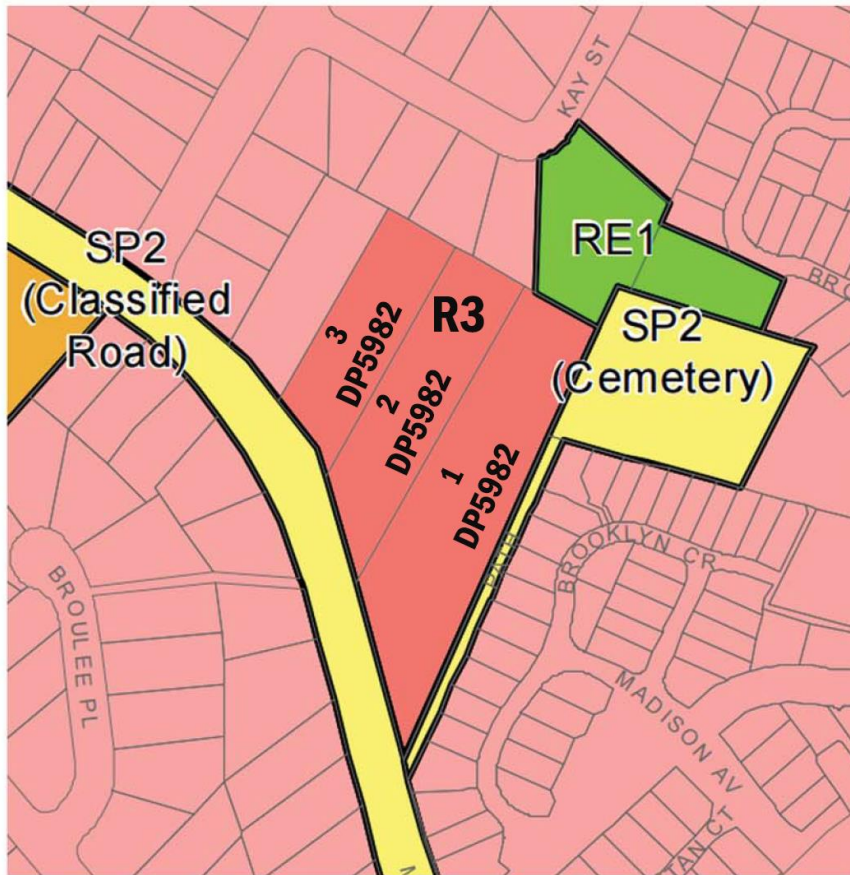 KAY ST
RE1
SP2
(Classified
Road)
R3
SP2
(Cemetery)
3
DP5982
2
DP5982
1
DP5982
PATH
BROOKLYN CR
BROULEE PL
MADISON AV